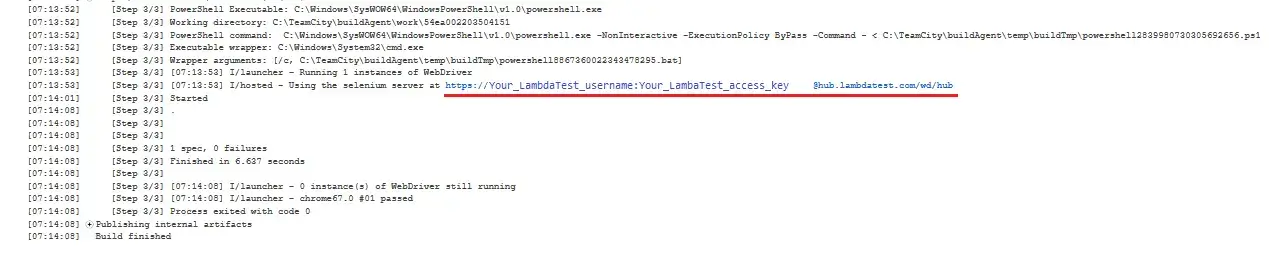 [07:13:52] [Step 3/3] PowerShell Executable: C:\Windows\SysWOW64\WindowsPowerShell\v1.0\powershell.exe
[07:13:52] [Step 3/3] Working directory: C:\TeamCity\buildAgent\work\54ea002203504151
[07:13:52] [Step 3/3] PowerShell command: C:\Windows\SysWOW64\WindowsPowerShell\v1.0\powershell.exe -NonInteractive -ExecutionPolicy ByPass -Command - < C:\TeamCity\buildAgent\temp\buildTmp\powershell2839980730305692656.ps1
[07:13:52] [Step 3/3] Executable wrapper: C:\Windows\System32\cmd.exe
[07:13:52] [Step 3/3] Wrapper arguments: [/c, C:\TeamCity\buildAgent\temp\buildTmp\powershell8867360022343478295.bat]
[07:13:53] [Step 3/3] [07:13:53] I/launcher - Running 1 instances of WebDriver
[07:13:53] [Step 3/3] [07:13:53] I/hosted - Using the selenium server at https://Your_LambdaTest_username:Your_LambaTest_access_key @hub.lambdatest.com/wd/hub
[07:14:01] [Step 3/3] Started
[07:14:08] [Step 3/3] .
[07:14:08] [Step 3/3]
[07:14:08] [Step 3/3]
[07:14:08] [Step 3/3] 1 spec, 0 failures
[07:14:08] [Step 3/3] Finished in 6.637 seconds
[07:14:08] [Step 3/3]
[07:14:08] [Step 3/3] [07:14:08] I/launcher - 0 instance(s) of WebDriver still running
[07:14:08] [Step 3/3] [07:14:08] I/launcher - chrome67.0 #01 passed
[07:14:08] [Step 3/3] Process exited with code 0
[07:14:08] Publishing internal artifacts
[07:14:08] Build finished